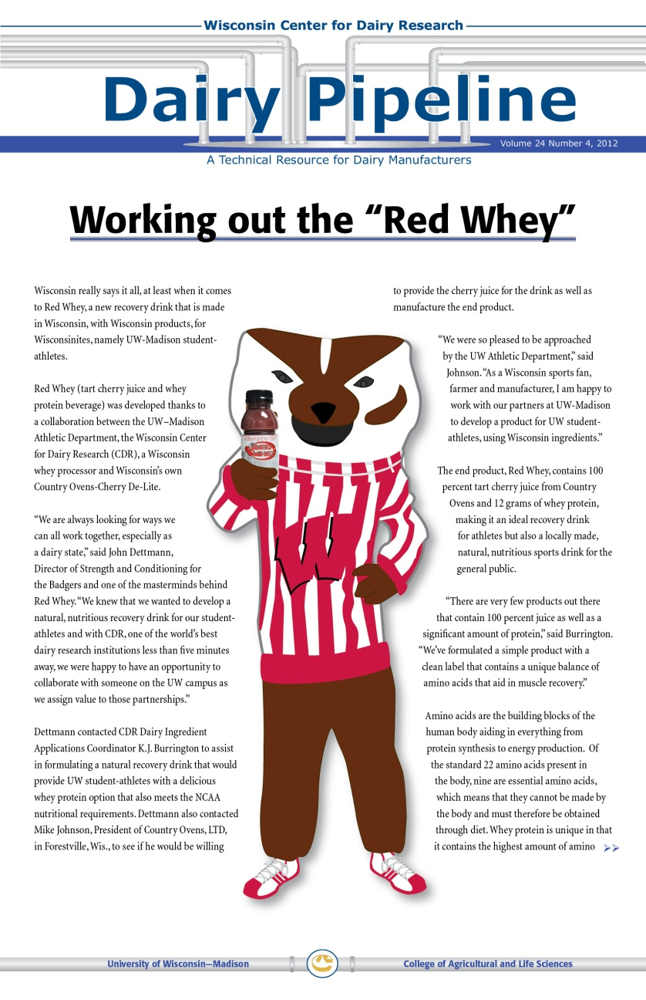 Wisconsin Center for Dairy Research
Dairy Pipeline
Volume 24 Number 4, 2012
A Technical Resource for Dairy Manufacturers
Working out the “Red Whey”
Wisconsin really says it all, at least when it comes
to Red Whey, a new recovery drink that is made
in Wisconsin, with Wisconsin products, for
Wisconsinites, namely UW-Madison student-
athletes.
Red Whey (tart cherry juice and whey
protein beverage) was developed thanks to
a collaboration between the UW–Madison
Athletic Department, the Wisconsin Center
for Dairy Research (CDR), a Wisconsin
whey processor and Wisconsin’s own
Country Ovens-Cherry De-Lite.
“We are always looking for ways we
can all work together, especially as
a dairy state,” said John Dettmann,
Director of Strength and Conditioning for
the Badgers and one of the masterminds behind
Red Whey. “We knew that we wanted to develop a
natural, nutritious recovery drink for our student-
athletes and with CDR, one of the world’s best
dairy research institutions less than five minutes
away, we were happy to have an opportunity to
collaborate with someone on the UW campus as
we assign value to those partnerships.”
Dettmann contacted CDR Dairy Ingredient
Applications Coordinator K.J. Burrington to assist
in formulating a natural recovery drink that would
provide UW student-athletes with a delicious
whey protein option that also meets the NCAA
nutritional requirements. Dettmann also contacted
Mike Johnson, President of Country Ovens, LTD,
in Forestville, Wis., to see if he would be willing
to provide the cherry juice for the drink as well as
manufacture the end product.
“We were so pleased to be approached
by the UW Athletic Department,” said
Johnson. “As a Wisconsin sports fan,
farmer and manufacturer, I am happy to
work with our partners at UW-Madison
to develop a product for UW student-
athletes, using Wisconsin ingredients.”
The end product, Red Whey, contains 100
percent tart cherry juice from Country
Ovens and 12 grams of whey protein,
making it an ideal recovery drink
for athletes but also a locally made,
natural, nutritious sports drink for the
general public.
“There are very few products out there
that contain 100 percent juice as well as a
significant amount of protein,” said Burrington.
“We’ve formulated a simple product with a
clean label that contains a unique balance of
amino acids that aid in muscle recovery.”
Amino acids are the building blocks of the
human body aiding in everything from
protein synthesis to energy production. Of
the standard 22 amino acids present in
the body, nine are essential amino acids,
which means that they cannot be made by
the body and must therefore be obtained
through diet. Whey protein is unique in that
it contains the highest amount of amino
Cherry De-Lite
W
University of Wisconsin—Madison
College of Agricultural and Life Sciences